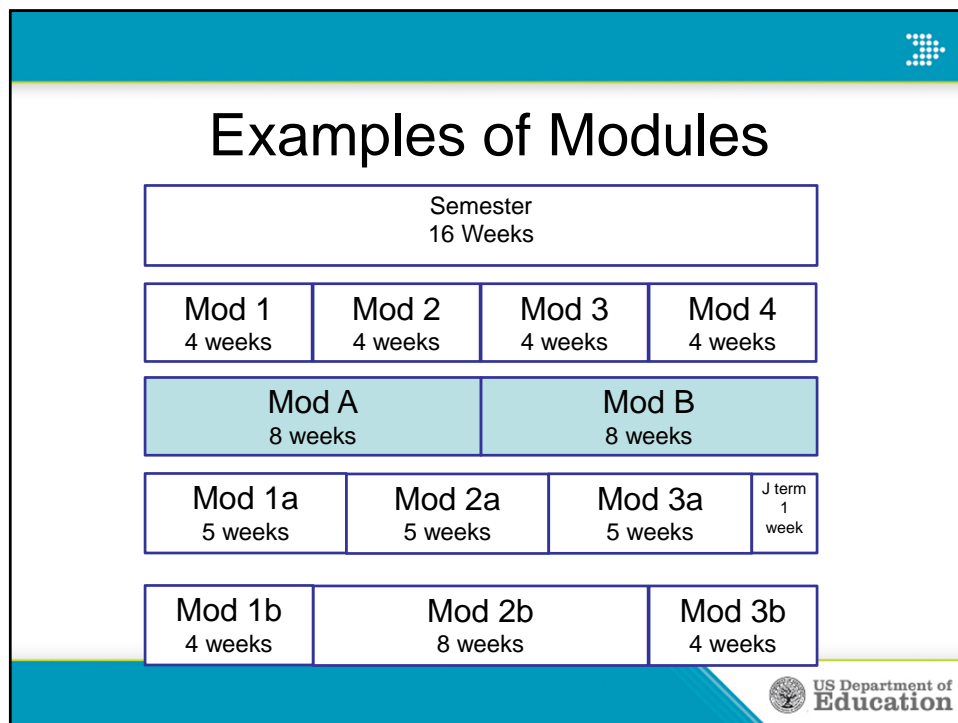 Examples of Modules
Semester
16 Weeks
Mod 1
4 weeks
Mod 2
4 weeks
Mod 3
4 weeks
Mod 4
4 weeks
Mod A
8 weeks
Mod B
8 weeks
Mod 1a
5 weeks
Mod 2a
5 weeks
Mod 3a
5 weeks
J term
1
week
Mod 1b
4 weeks
Mod 2b
8 weeks
Mod 3b
4 weeks
US Department of
Education